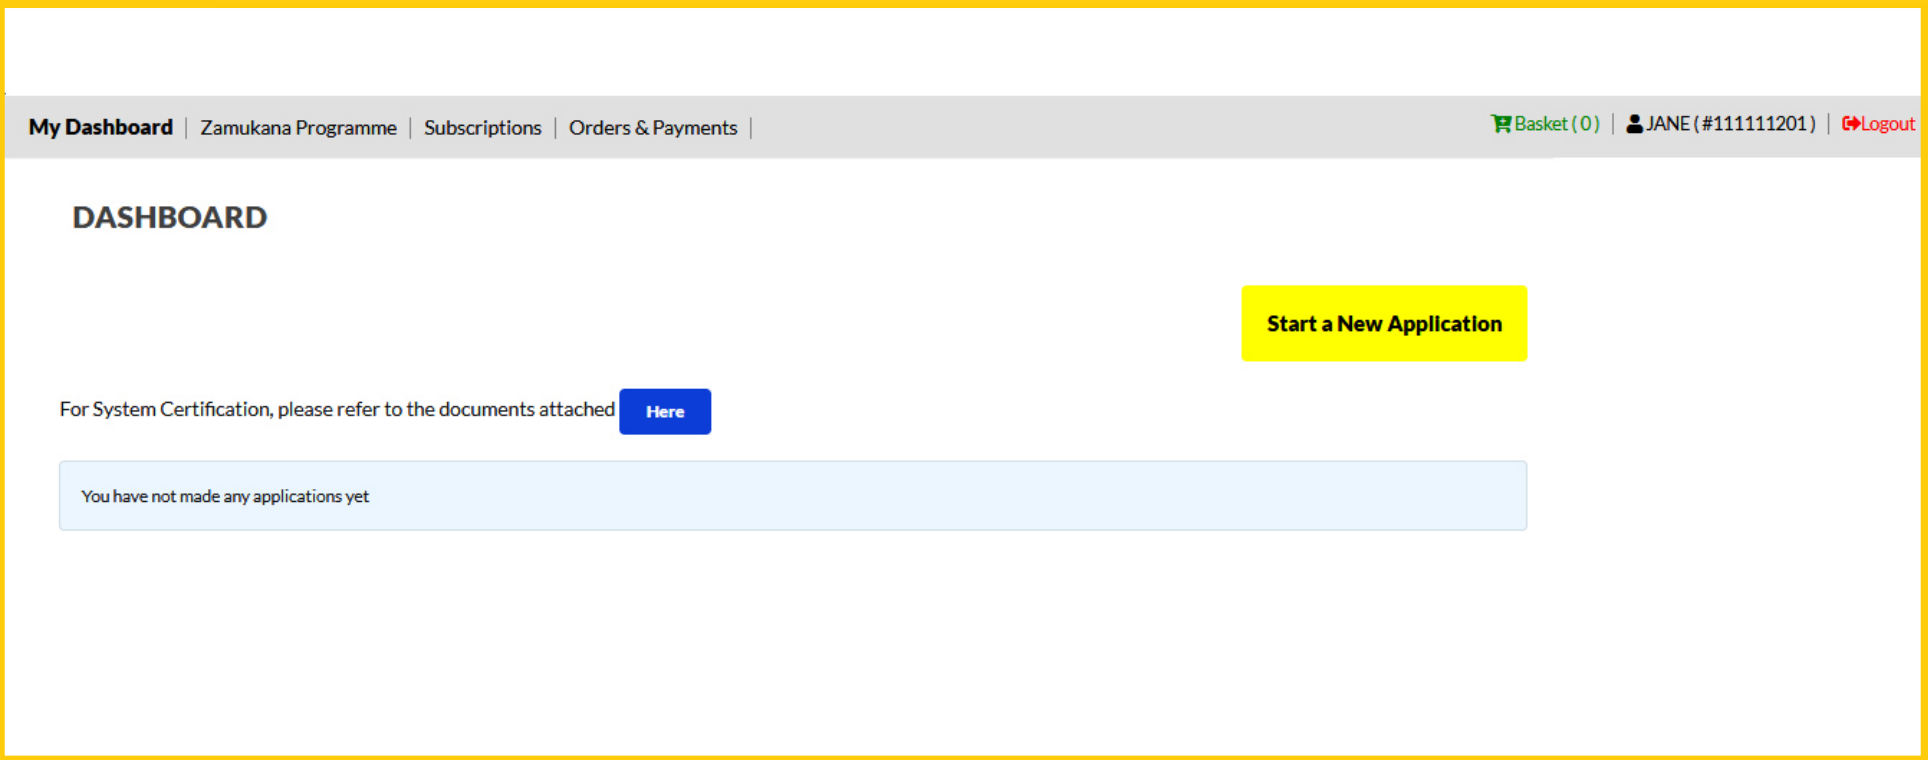 My Dashboard | Zamukana Programme | Subscriptions | Orders & Payments |
Basket ( 0 ) | JANE ( #111111201 ) | Logout
DASHBOARD
Start a New Application
For System Certification, please refer to the documents attached Here
You have not made any applications yet